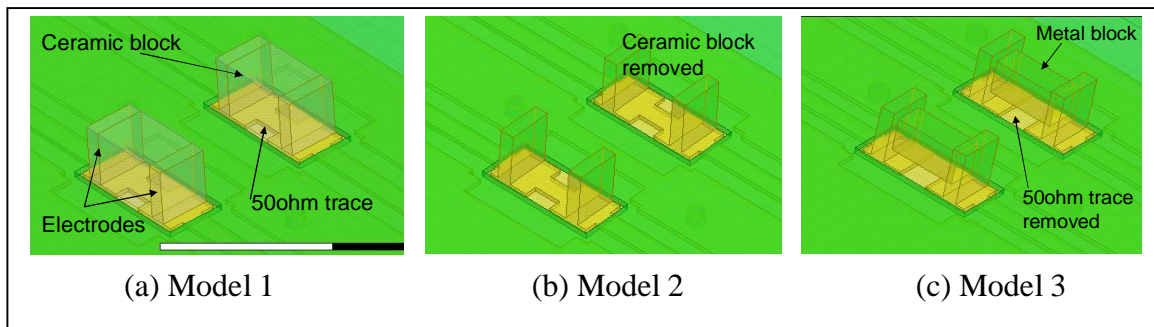 Ceramic block
50ohm trace
Electrodes
Ceramic block
removed
Metal block
50ohm trace
removed
(a) Model 1
(b) Model 2
(c) Model 3